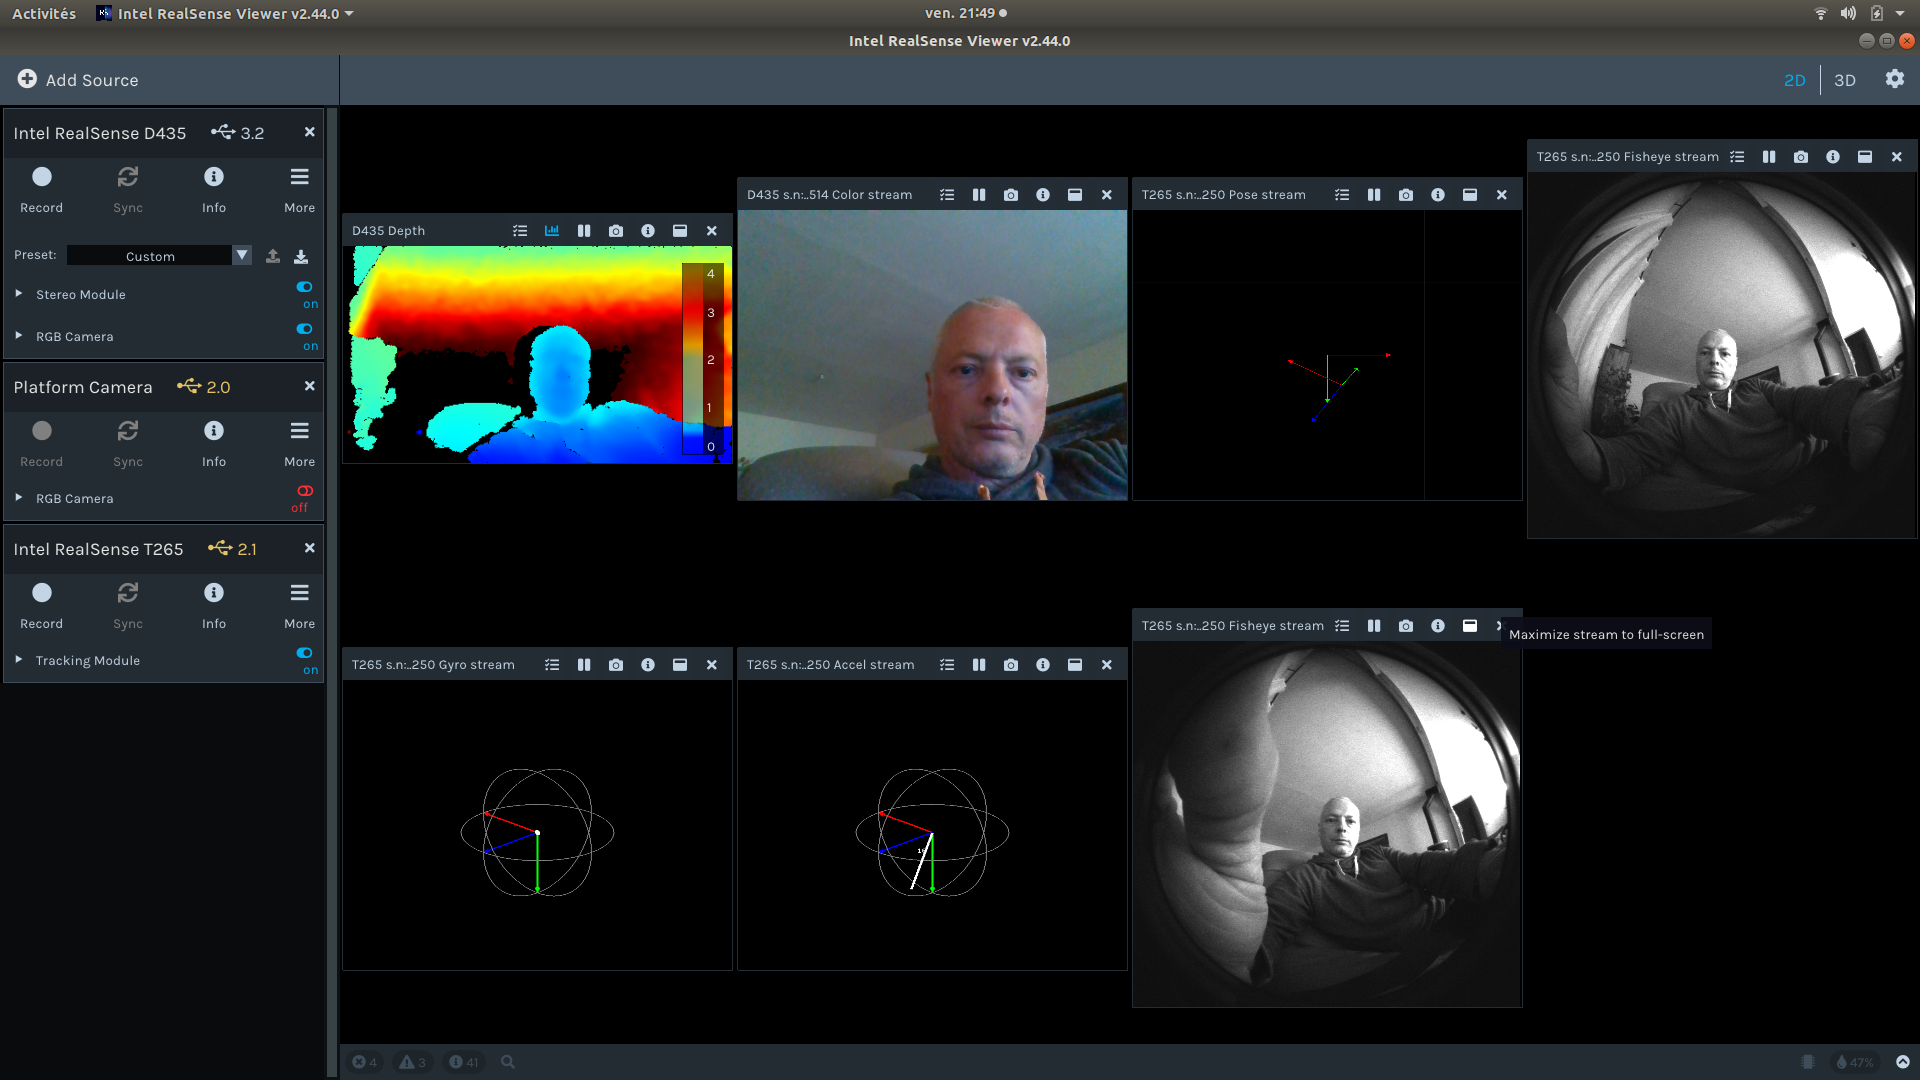 Activités Intel RealSense Viewer v2.44.0 ven. 21:49
Intel RealSense Viewer v2.44.0
Add Source 2D 3D
Intel RealSense D435 3.2
Record Sync Info More
Preset: Custom
Stereo Module on
RGB Camera on
Platform Camera 2.0
Record Sync Info More
RGB Camera off
Intel RealSense T265 2.1
Record Sync Info More
Tracking Module on
D435 Depth
4
3
2
1
0
D435 s.n:..514 Color stream
T265 s.n:..250 Pose stream
T265 s.n:..250 Fisheye stream
T265 s.n:..250 Gyro stream
T265 s.n:..250 Accel stream
T265 s.n:..250 Fisheye stream
Maximize stream to full-screen
4 3 41 47%